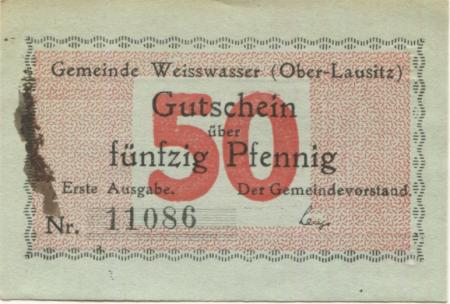 Gemeinde Weisswasser (Ober-Lausitz)
Gutschein
über
50
fünfzig Pfennig
Erste Ausgabe. Der Gemeindevorstand.
Nr. 11086